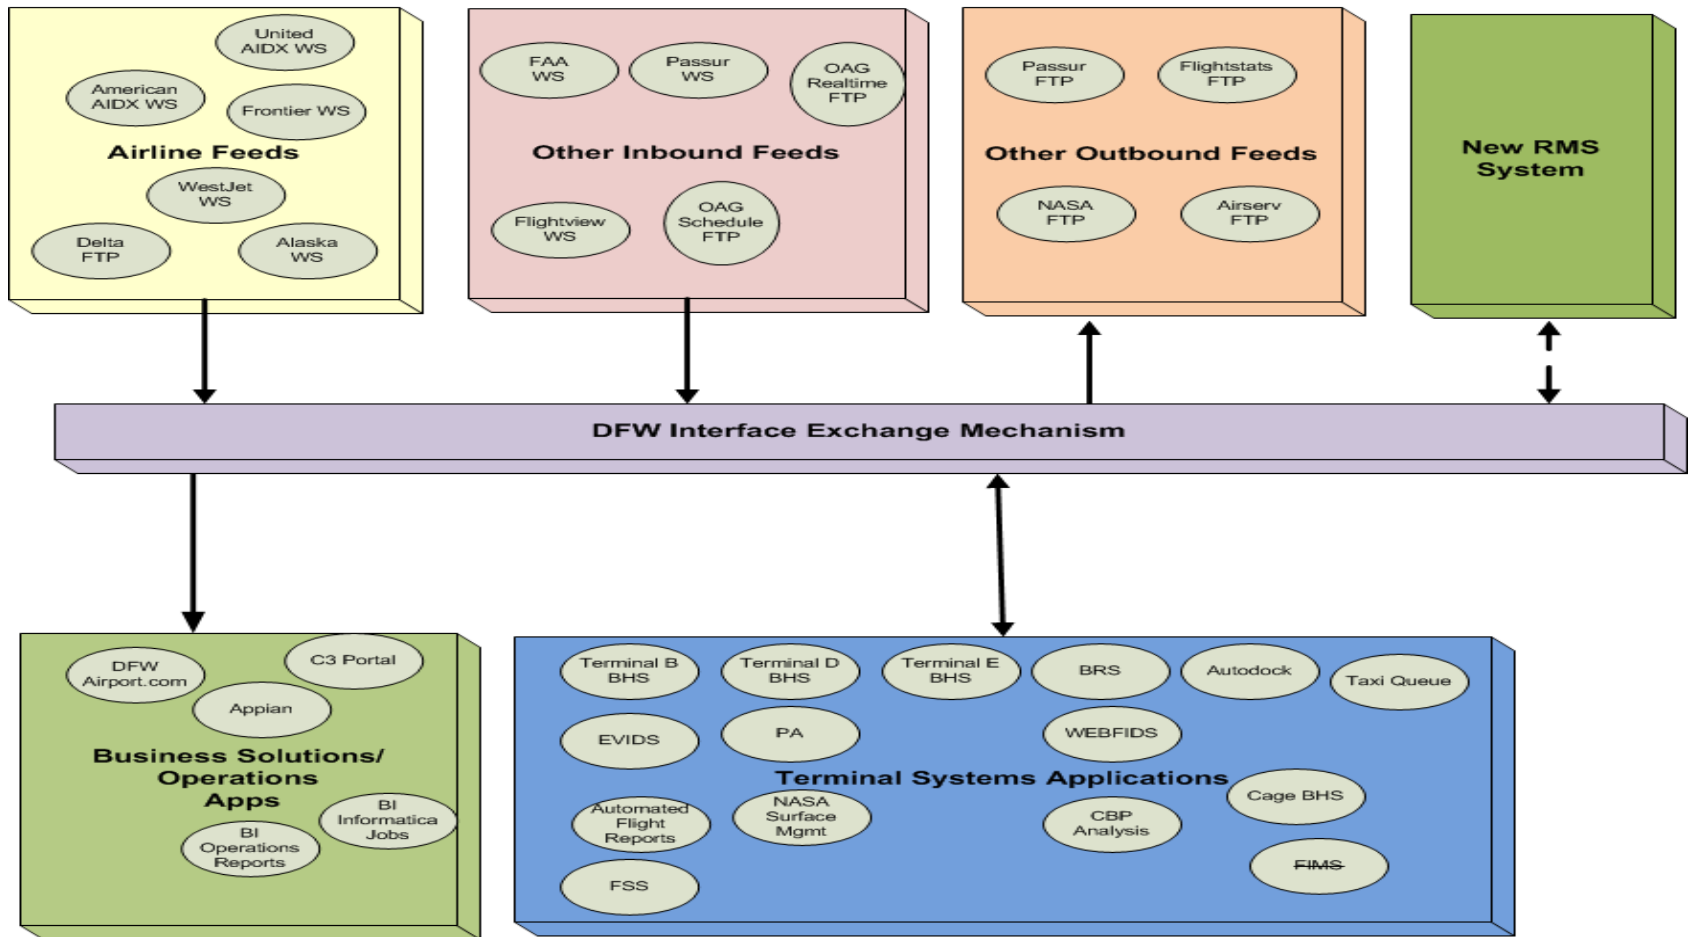 United
AIDX WS
American
AIDX WS
Frontier WS
Airline Feeds
WestJet
WS
Delta
FTP
Alaska
WS
FAA
WS
Passur
WS
OAG
Realtime
FTP
Other Inbound Feeds
Flightview
WS
OAG
Schedule
FTP
Passur
FTP
Flightstats
FTP
Other Outbound Feeds
NASA
FTP
Airserv
FTP
New RMS
System
DFW Interface Exchange Mechanism
DFW
Airport.com
C3 Portal
Appian
Business Solutions/
Operations
Apps
BI
Informatica
Jobs
BI
Operations
Reports
Terminal B
BHS
Terminal D
BHS
Terminal E
BHS
BRS
Autodock
Taxi Queue
EVIDS
PA
WEBFIDS
Terminal Systems Applications
Automated
Flight
Reports
NASA
Surface
Mgmt
CBP
Analysis
Cage BHS
FIMS
FSS